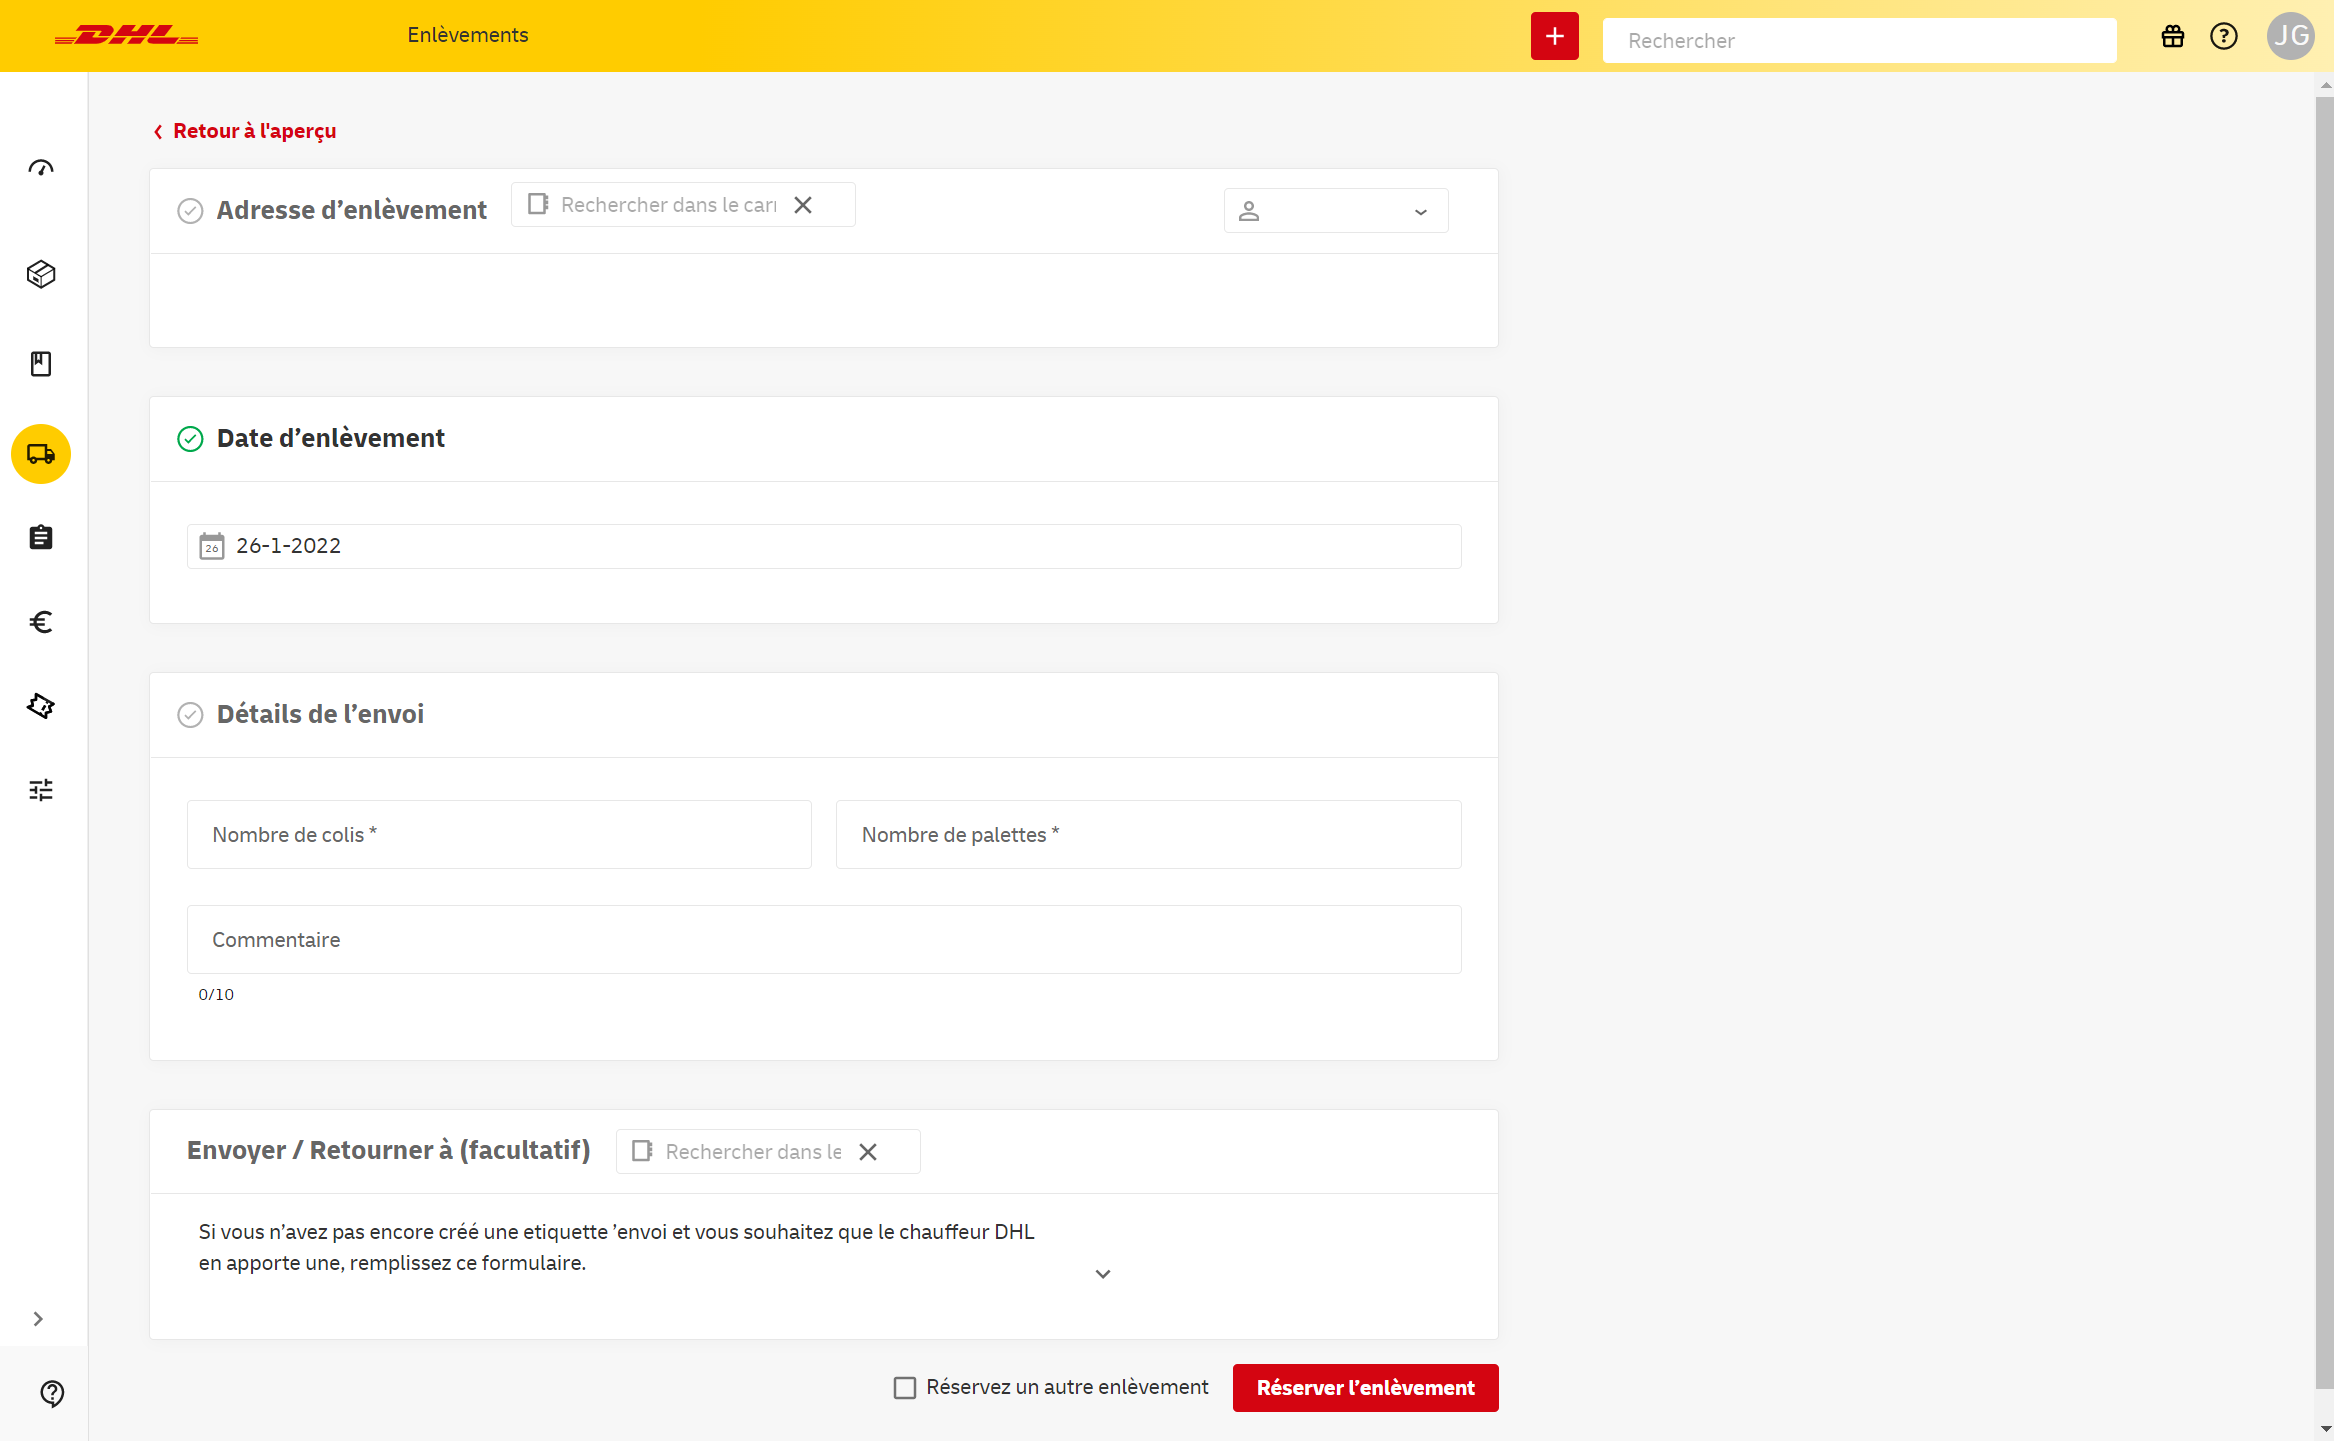 DHL
Enlèvements
+
Rechercher
?
JG
Retour à l'aperçu
Adresse d’enlèvement
Rechercher dans le carr
Date d’enlèvement
26
26-1-2022
€
Détails de l’envoi
Nombre de colis *
Nombre de palettes *
Commentaire
0/10
Envoyer / Retourner à (facultatif)
Rechercher dans le
Si vous n’avez pas encore créé une etiquette ’envoi et vous souhaitez que le chauffeur DHL
en apporte une, remplissez ce formulaire.
Réservez un autre enlèvement
Réserver l’enlèvement
?